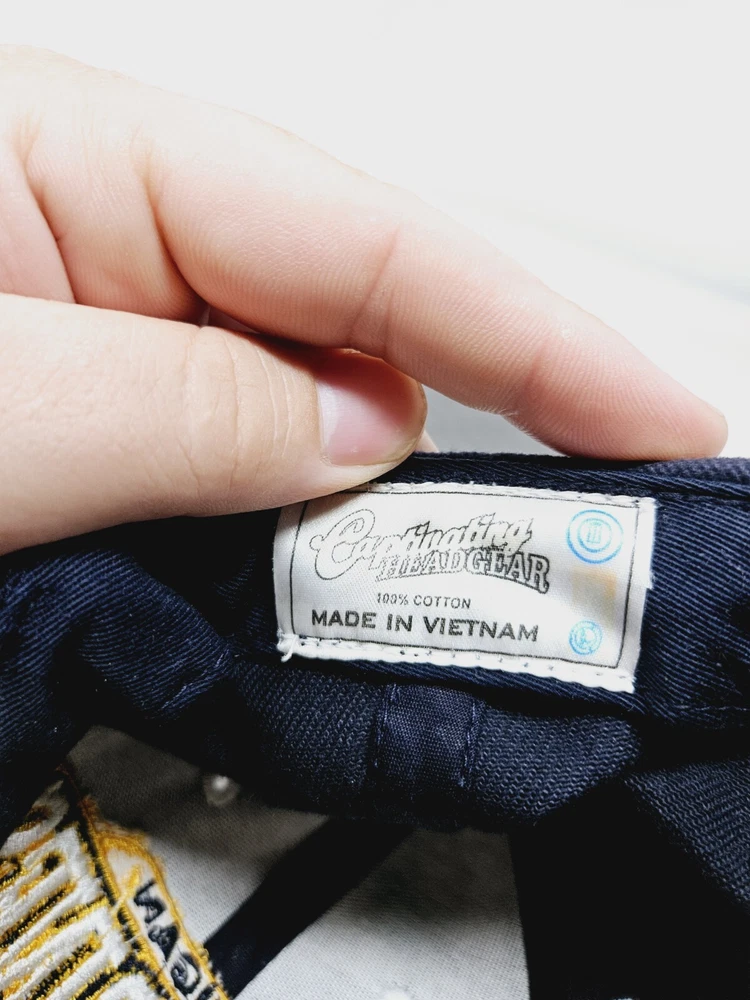 Captivating
HEADGEAR
100% COTTON
MADE IN VIETNAM